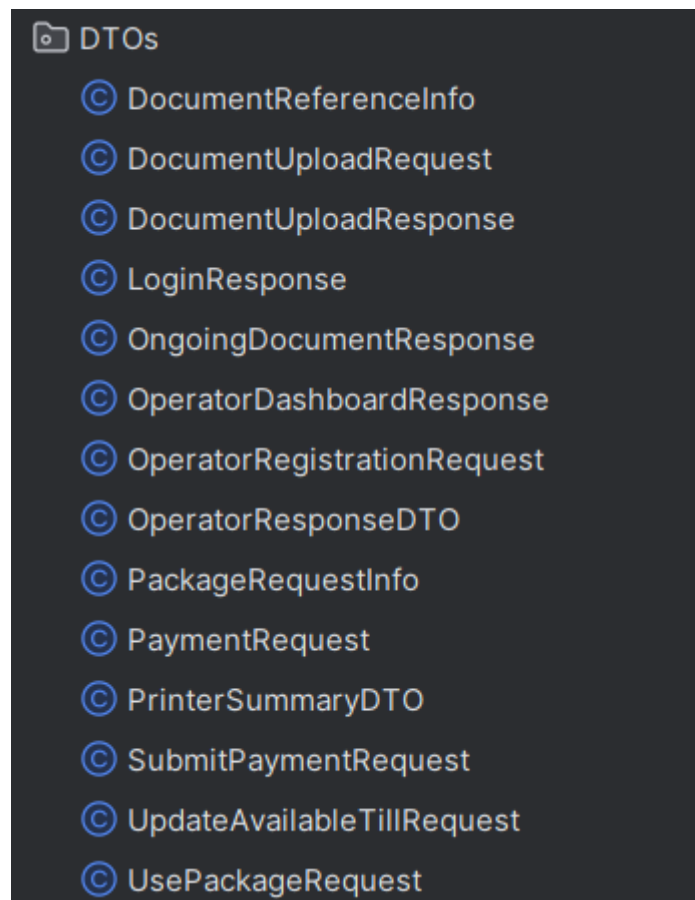 DTOs
© DocumentReferenceInfo
© DocumentUploadRequest
© DocumentUploadResponse
© LoginResponse
© OngoingDocumentResponse
© OperatorDashboardResponse
© OperatorRegistrationRequest
© OperatorResponseDTO
© PackageRequestInfo
© PaymentRequest
© PrinterSummaryDTO
© SubmitPaymentRequest
© UpdateAvailableTillRequest
© UsePackageRequest